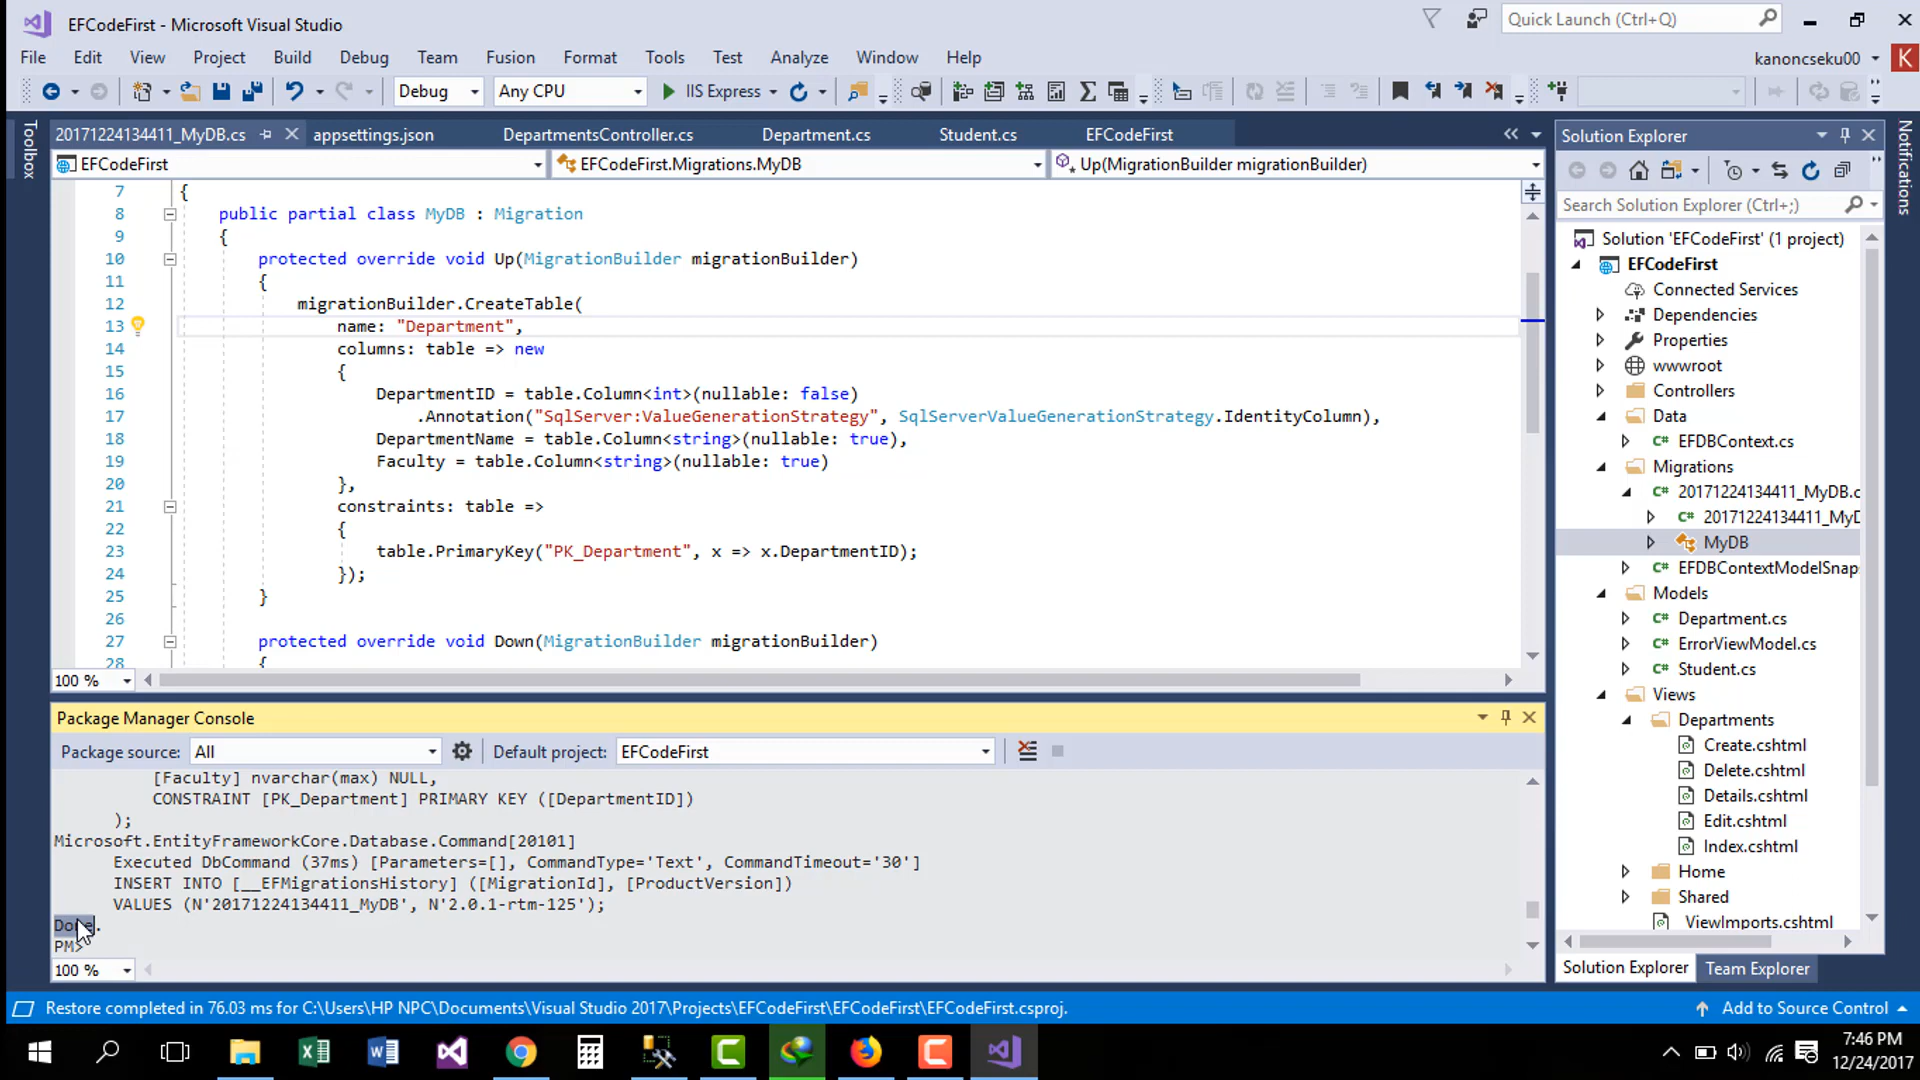 EFCodeFirst - Microsoft Visual Studio
Quick Launch (Ctrl+Q)
File Edit View Project Build Debug Team Fusion Format Tools Test Analyze Window Help
kanoncseku00 K
Debug Any CPU IIS Express
Toolbox
20171224134411_MyDB.cs appsettings.json DepartmentsController.cs Department.cs Student.cs EFCodeFirst
EFCodeFirst EFCodeFirst.Migrations.MyDB Up(MigrationBuilder migrationBuilder)
7 {
8 public partial class MyDB : Migration
9 {
10 protected override void Up(MigrationBuilder migrationBuilder)
11 {
12 migrationBuilder.CreateTable(
13 name: "Department",
14 columns: table => new
15 {
16 DepartmentID = table.Column<int>(nullable: false)
17 .Annotation("SqlServer:ValueGenerationStrategy", SqlServerValueGenerationStrategy.IdentityColumn),
18 DepartmentName = table.Column<string>(nullable: true),
19 Faculty = table.Column<string>(nullable: true)
20 },
21 constraints: table =>
22 {
23 table.PrimaryKey("PK_Department", x => x.DepartmentID);
24 });
25 }
26
27 protected override void Down(MigrationBuilder migrationBuilder)
28 {
100 %
Package Manager Console
Package source: All Default project: EFCodeFirst
[Faculty] nvarchar(max) NULL,
CONSTRAINT [PK_Department] PRIMARY KEY ([DepartmentID])
);
Microsoft.EntityFrameworkCore.Database.Command[20101]
Executed DbCommand (37ms) [Parameters=[], CommandType='Text', CommandTimeout='30']
INSERT INTO [__EFMigrationsHistory] ([MigrationId], [ProductVersion])
VALUES (N'20171224134411_MyDB', N'2.0.1-rtm-125');
Done.
PM>
100 %
Solution Explorer
Search Solution Explorer (Ctrl+;)
Solution 'EFCodeFirst' (1 project)
EFCodeFirst
Connected Services
Dependencies
Properties
wwwroot
Controllers
Data
C# EFDBContext.cs
Migrations
C# 20171224134411_MyDB.c
C# 20171224134411_MyD
MyDB
C# EFDBContextModelSnap
Models
C# Department.cs
C# ErrorViewModel.cs
C# Student.cs
Views
Departments
Create.cshtml
Delete.cshtml
Details.cshtml
Edit.cshtml
Index.cshtml
Home
Shared
ViewImports.cshtml
Solution Explorer Team Explorer
Notifications
Restore completed in 76.03 ms for C:\Users\HP NPC\Documents\Visual Studio 2017\Projects\EFCodeFirst\EFCodeFirst\EFCodeFirst.csproj.
Add to Source Control
7:46 PM
12/24/2017